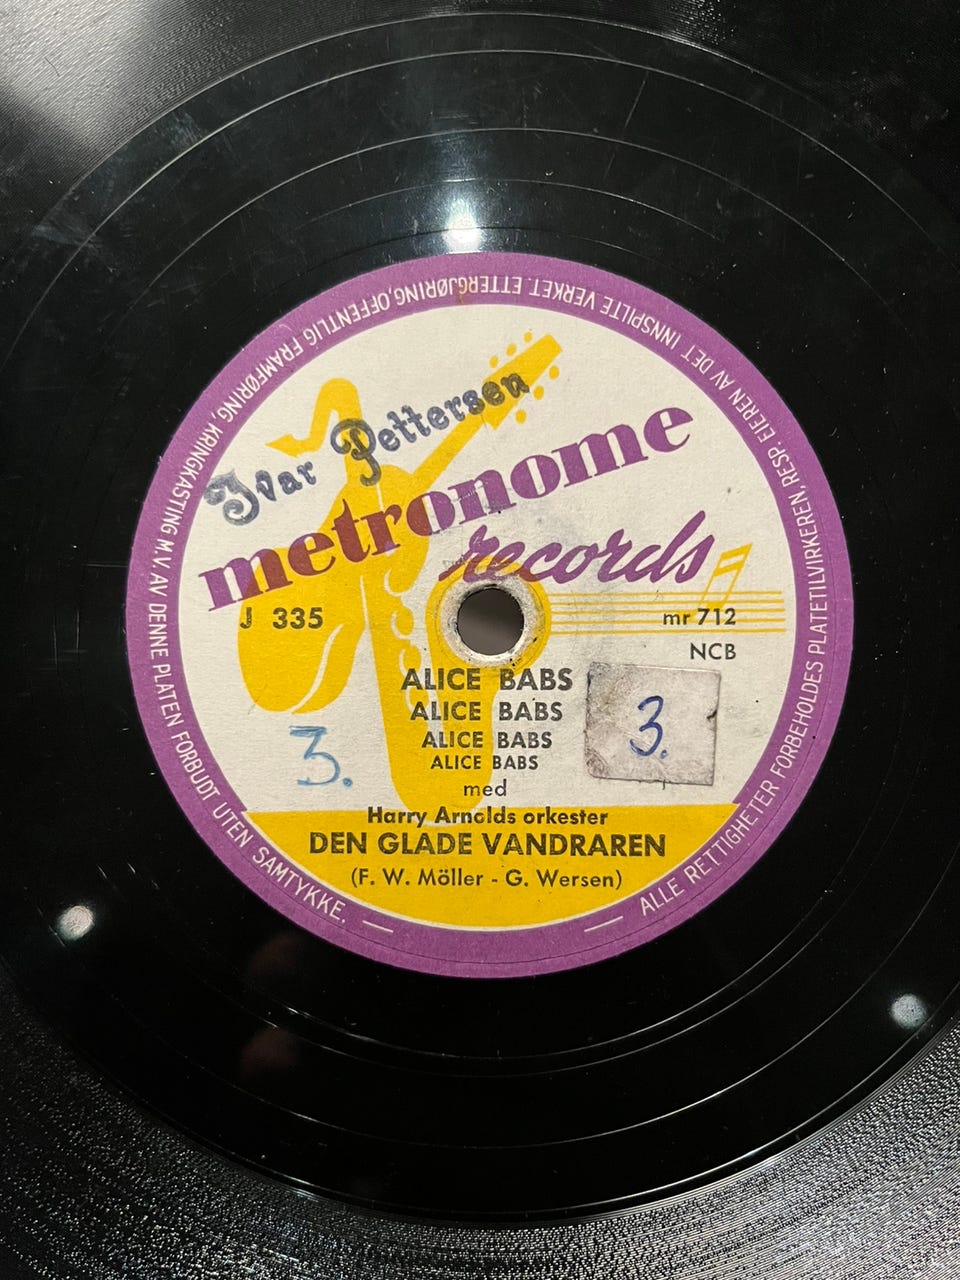 ALLE RETTIGHETER FORBEHOLDES PLATETILVIRKEREN, RESP. EIEREN AV DET INNSPILTE VERKET. ETTERGJØRING, OFFENTLIG FRAMFØRING, KRINGKASTING M.V. AV DENNE PLATEN FORBUDT UTEN SAMTYKKE.
Ivar Pettersen
metronome
records
J 335
mr 712
NCB
ALICE BABS
ALICE BABS
ALICE BABS
ALICE BABS
3.
3.
med
Harry Arnolds orkester
DEN GLADE VANDRAREN
(F. W. Möller - G. Wersen)